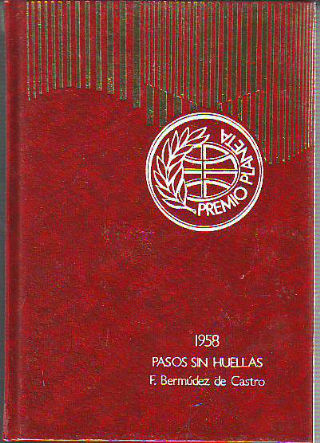 PREMIO PLANETA
1958
PASOS SIN HUELLAS
F. Bermúdez de Castro